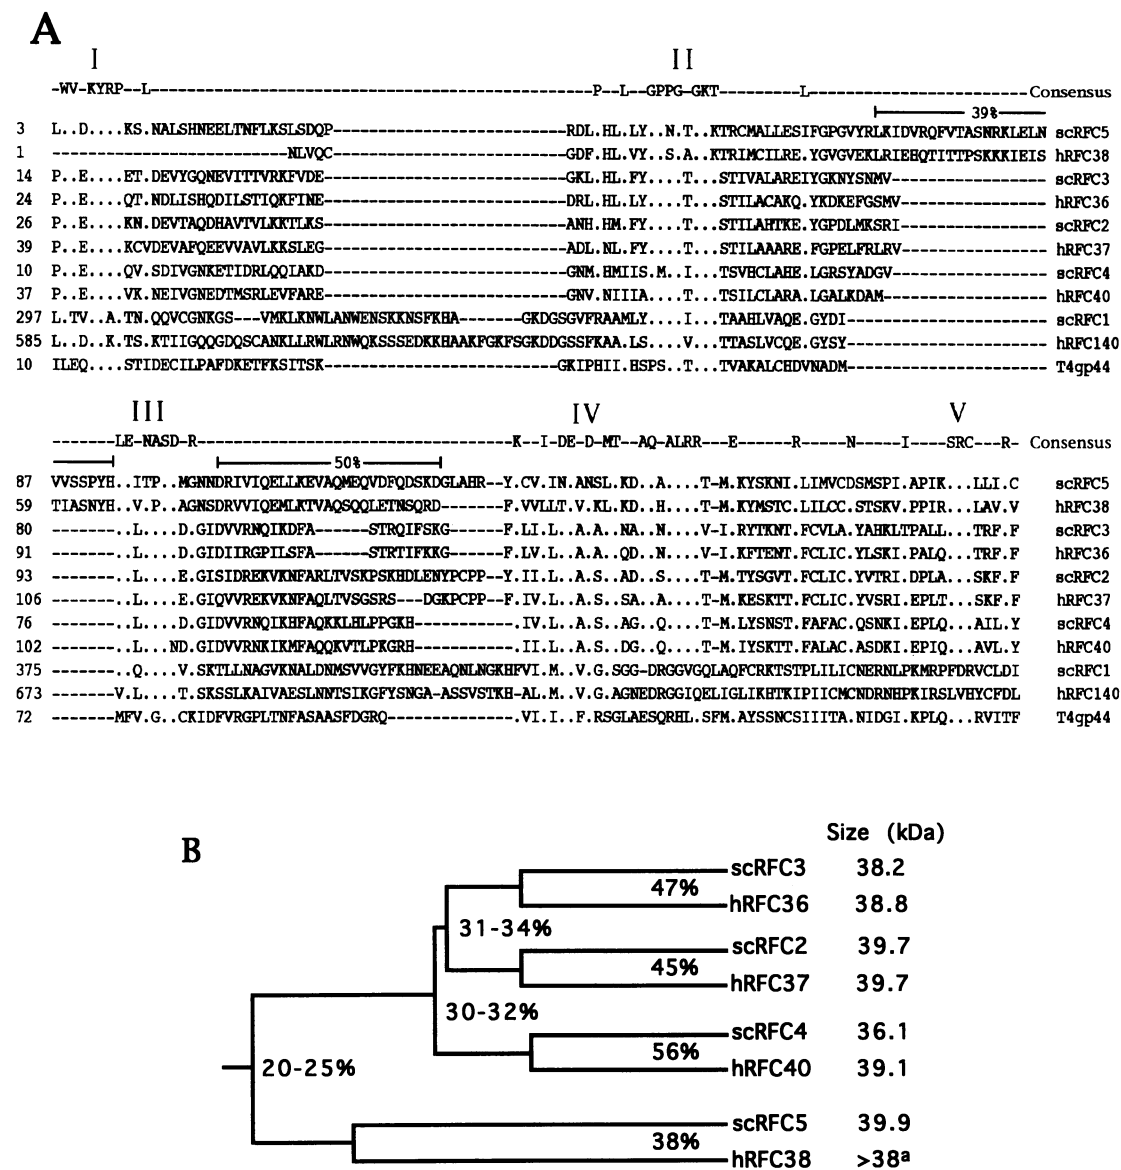 A
I II
-WV-KYRP--L--------------------------------------------------P--L--GPPG-GKT---------L------------------------- Consensus
39%
3 L..D....KS.NALSHNEELTNFLKSLSDQP--------------------------RDL.HL.LY..N.T..KTRCMALLESIFGPGVYRLKIDVRQFVTASNRKLELN scRFC5
1 --------------------------NLVQC--------------------------GDF.HL.VY..S.A..KTRIMCILRE.YGVGVEKLRIEHQTITTPSKKKIEIS hRFC38
14 P..E....ET.DEVYGQNEVITTVRKFVDE---------------------------GKL.HL.FY....T...STIVALAREIYGKNYSNMV----------------- scRFC3
24 P..E....QT.NDLISHQDILSTIQKFINE---------------------------DRL.HL.LY....T...STILACAKQ.YKDKEFGSMV---------------- hRFC36
26 P..E....KN.DEVTAQDHAVTVLKKTLKS---------------------------ANH.HM.FY....T...STILAHTKE.YGPDLMKSRI---------------- scRFC2
39 P..E....KCVDEVAFQEEVVAVLKKSLEG---------------------------ADL.NL.FY....T...STILAAARE.FGPELFRLRV---------------- hRFC37
10 P..E....QV.SDIVGNKETIDRLQQIAKD---------------------------GNM.HMIIS.M..I...TSVHCLAHE.LGRSYADGV----------------- scRFC4
37 P..E....VK.NEIVGNEDTMSRLEVFARE---------------------------GNV.NIIIA....T...TSILCLARA.LGALKDAM------------------ hRFC40
297 L.TV..A.TN.QQVCGNKGS---VMKLKNWLANWENSKKNSFKHA-------GKDGSGVFRAAMLY....I...TAAHLVAQE.GYDI---------------------- scRFC1
585 L..D..K.TS.KTIIGQQGDQSCANKLLRWLRNWQKSSSEDKKHAAKFGKFSGKDDGSSFKAA.LS....V...TTASLVCQE.GYSY---------------------- hRFC140
10 ILEQ....STIDECILPAFDKETFKSITSK--------------------------GKIPHII.HSPS..T...TVAKALCHDVNADM---------------------- T4gp44
III IV V
-------LE-NASD-R-----------------------------------K--I-DE-D-MT--AQ-ALRR---E------R-----N-----I----SRC---R- Consensus
50%
87 VVSSPYH..ITP..MGNNDRIVIQELLKEVAQMEQVDFQDSKDGLAHR--Y.CV.IN.ANSL.KD..A....T-M.KYSKNI.LIMVCDSMSPI.APIK...LLI.C scRFC5
59 TIASNYH..V.P..AGNSDRVVIQEMLKTVAQSQQLETNSQRD-------F.VVLLT.VKL.KD..H....T-M.KYMSTC.LILCC.STSKV.PPIR....LAV.V hRFC38
80 -------..L....D.GIDVVRNQIKDFA------STRQIFSKG------F.LI.L..A.A..NA..N....V-I.RYTKNT.FCVLA.YAHKLTPALL...TRF.F scRFC3
91 -------..L....D.GIDIIRGPILSFA------STRTIFKKG------F.LV.L..A.A..QD..N....V-I.KFTENT.FCLIC.YLSKI.PALQ...TRF.F hRFC36
93 -------..L....E.GISIDREKVKNFARLTVSKPSKHDLENYPCPP--Y.II.L..A.S..AD..S....T-M.TYSGVT.FCLIC.YVTRI.DPLA...SKF.F scRFC2
106 -------..L....E.GIQVVREKVKNFAQLTVSGSRS---DGKPCPP--F.IV.L..A.S..SA..A....T-M.KESKTT.FCLIC.YVSRI.EPLT...SKF.F hRFC37
76 -------..L....D.GIDVVRNQIKHFAQKKLHLPPGKH------------.IV.L..A.S..AG..Q....T-M.LYSNST.FAFAC.QSNKI.EPLQ...AIL.Y scRFC4
102 -------..L...ND.GIDVVRNKIKMFAQQKVTLPKGRH------------.II.L..A.S..DG..Q....T-M.IYSKTT.FALAC.ASDKI.EPIQ...AVL.Y hRFC40
375 -------..Q....V.SKTLLNAGVKNALDNMSVVGYFKHNEEAQNLNGKHFVI.M..V.G.SGG-DRGGVGQLAQFCRKTSTPLILICNERNLPKMRPFDRVCLDI scRFC1
673 -------V.L....T.SKSSLKAIVAESLNNTSIKGFYSNGA-ASSVSTKH-AL.M..V.G.AGNEDRGGIQELIGLIKHTKIPIICMCNDRNHPKIRSLVHYCFDL hRFC140
72 -------MFV.G..CKIDFVRGPLTNFASAASFDGRQ--------------.VI.I..F.RSGLAESQRHL.SFM.AYSSNCSIIITA.NIDGI.KPLQ...RVITF T4gp44
B
Size (kDa)
scRFC3 38.2
47%
hRFC36 38.8
31-34%
scRFC2 39.7
45%
hRFC37 39.7
30-32%
scRFC4 36.1
56%
20-25% hRFC40 39.1
scRFC5 39.9
38%
hRFC38 >38ª